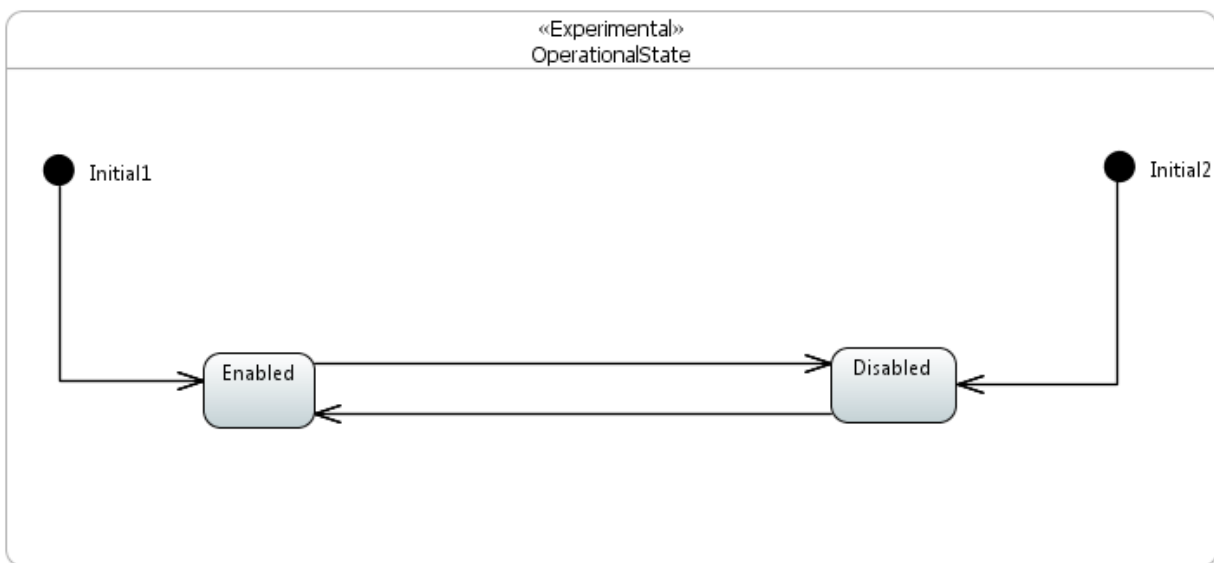 «Experimental»
OperationalState
Initial1
Initial2
Enabled
Disabled